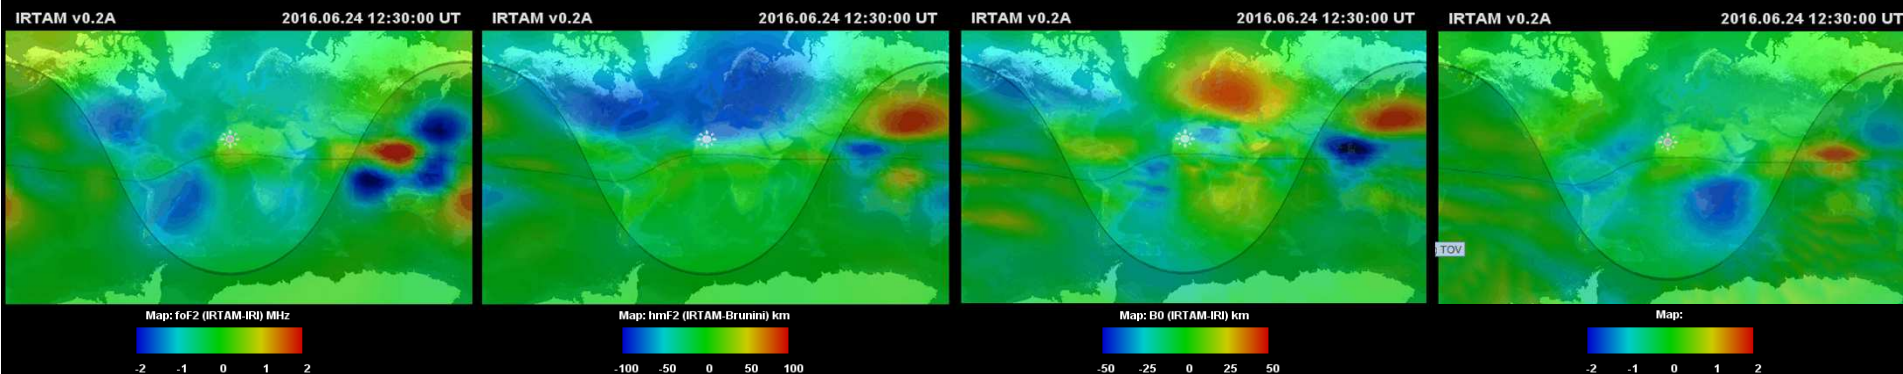 IRTAM v0.2A 2016.06.24 12:30:00 UT
Map: foF2 (IRTAM-IRI) MHz
-2 -1 0 1 2
IRTAM v0.2A 2016.06.24 12:30:00 UT
Map: hmF2 (IRTAM-Brunini) km
-100 -50 0 50 100
IRTAM v0.2A 2016.06.24 12:30:00 UT
Map: B0 (IRTAM-IRI) km
-50 -25 0 25 50
IRTAM v0.2A 2016.06.24 12:30:00 UT
TOV
Map:
-2 -1 0 1 2